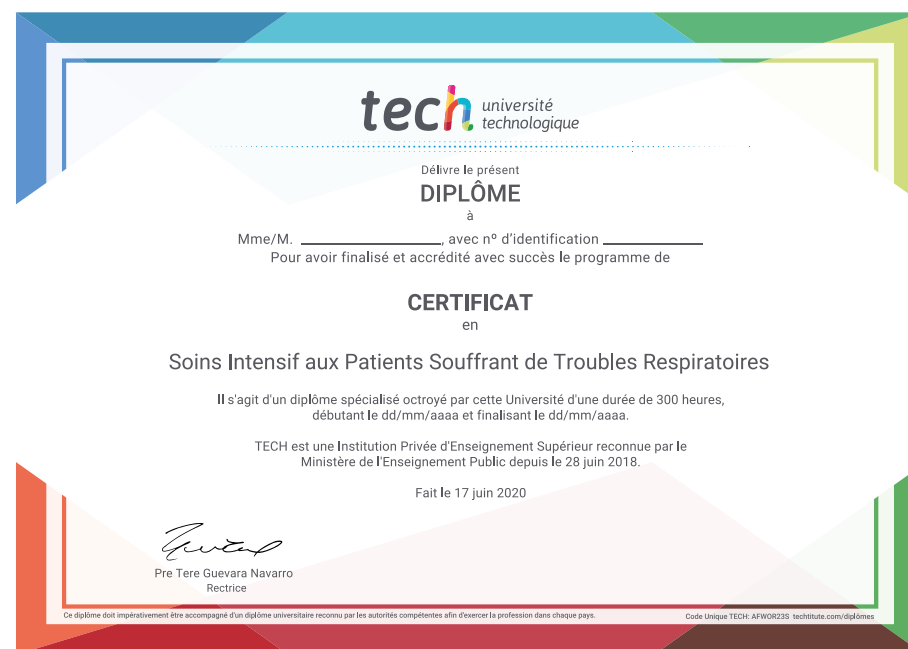 tech université
technologique
Délivre le présent
DIPLÔME
à
Mme/M. ____________________, avec nº d'identification ______________
Pour avoir finalisé et accrédité avec succès le programme de
CERTIFICAT
en
Soins Intensif aux Patients Souffrant de Troubles Respiratoires
Il s'agit d'un diplôme spécialisé octroyé par cette Université d'une durée de 300 heures,
débutant le dd/mm/aaaa et finalisant le dd/mm/aaaa.
TECH est une Institution Privée d'Enseignement Supérieur reconnue par le
Ministère de l'Enseignement Public depuis le 28 juin 2018.
Fait le 17 juin 2020
Pre Tere Guevara Navarro
Rectrice
Ce diplôme doit impérativement être accompagné d'un diplôme universitaire reconnu par les autorités compétentes afin d'exercer la profession dans chaque pays.
Code Unique TECH: AFWOR23S techtitute.com/diplômes